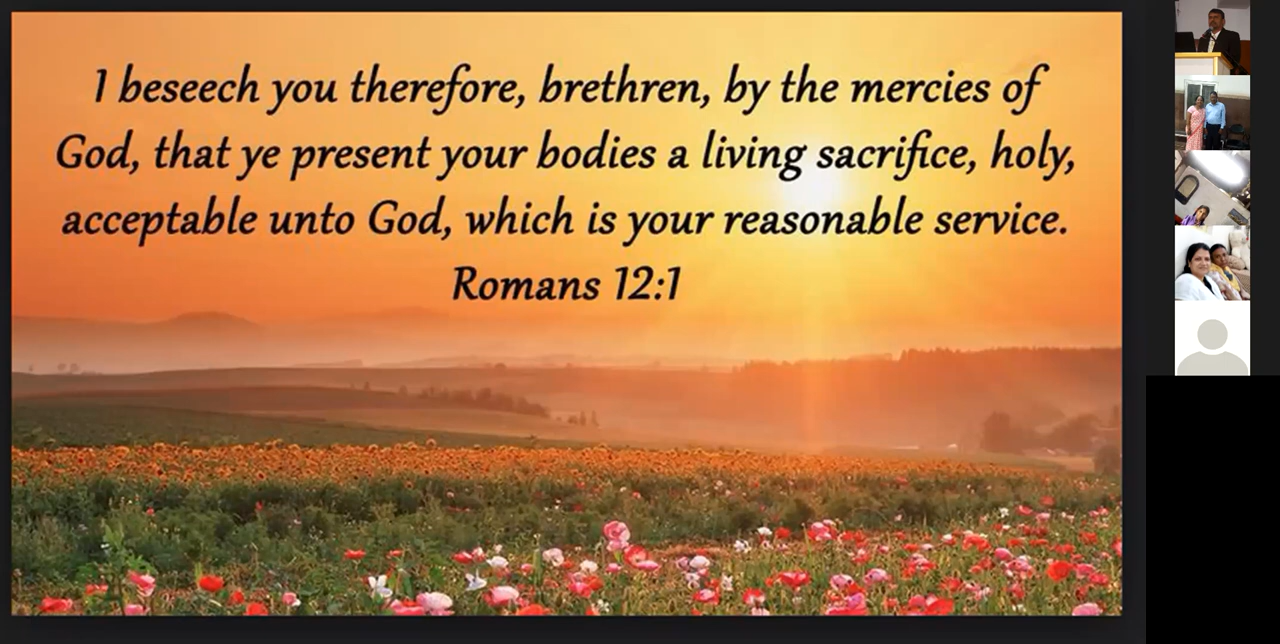 I beseech you therefore, brethren, by the mercies of
God, that ye present your bodies a living sacrifice, holy,
acceptable unto God, which is your reasonable service.
Romans 12:1